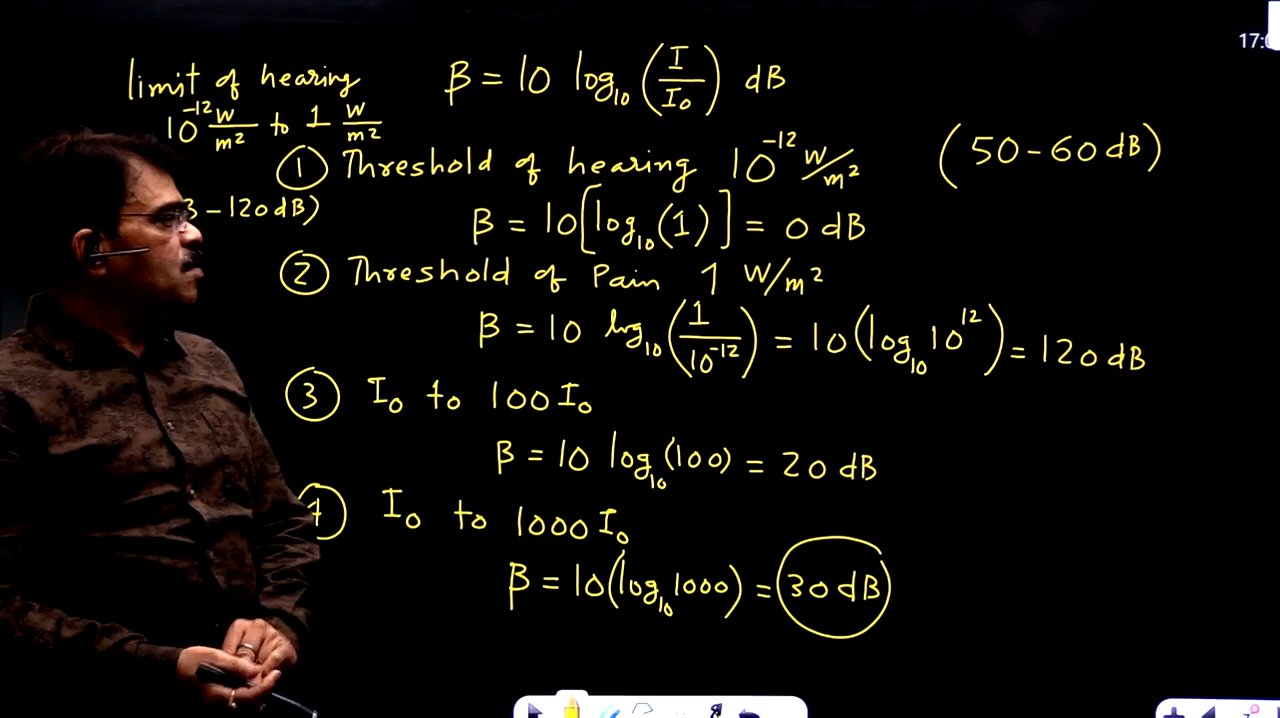 limit of hearing
10⁻¹² W/m² to 1 W/m²
β = 10 log₁₀ (I/I₀) dB
① Threshold of hearing 10⁻¹² W/m²
(50 - 60 dB)
- 120 dB)
β = 10[log₁₀(1)] = 0 dB
② Threshold of Pain 1 W/m²
β = 10 log₁₀ (1/10⁻¹²) = 10(log₁₀ 10¹²) = 120 dB
③ I₀ to 100 I₀
β = 10 log₁₀(100) = 20 dB
I₀ to 1000 I₀
β = 10(log₁₀ 1000) = 30 dB